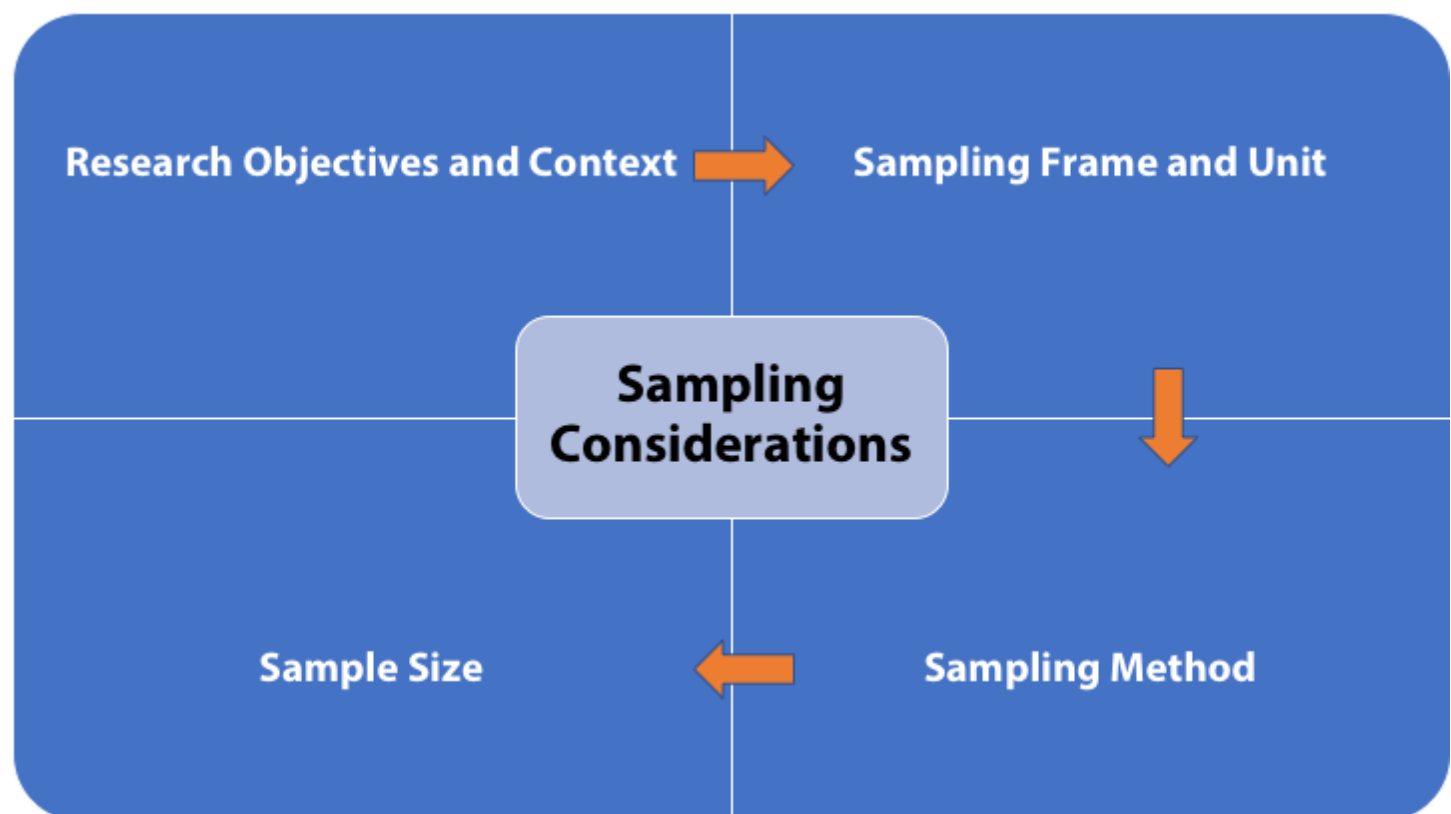 Research Objectives and Context
Sampling Frame and Unit
Sampling
Considerations
Sample Size
Sampling Method